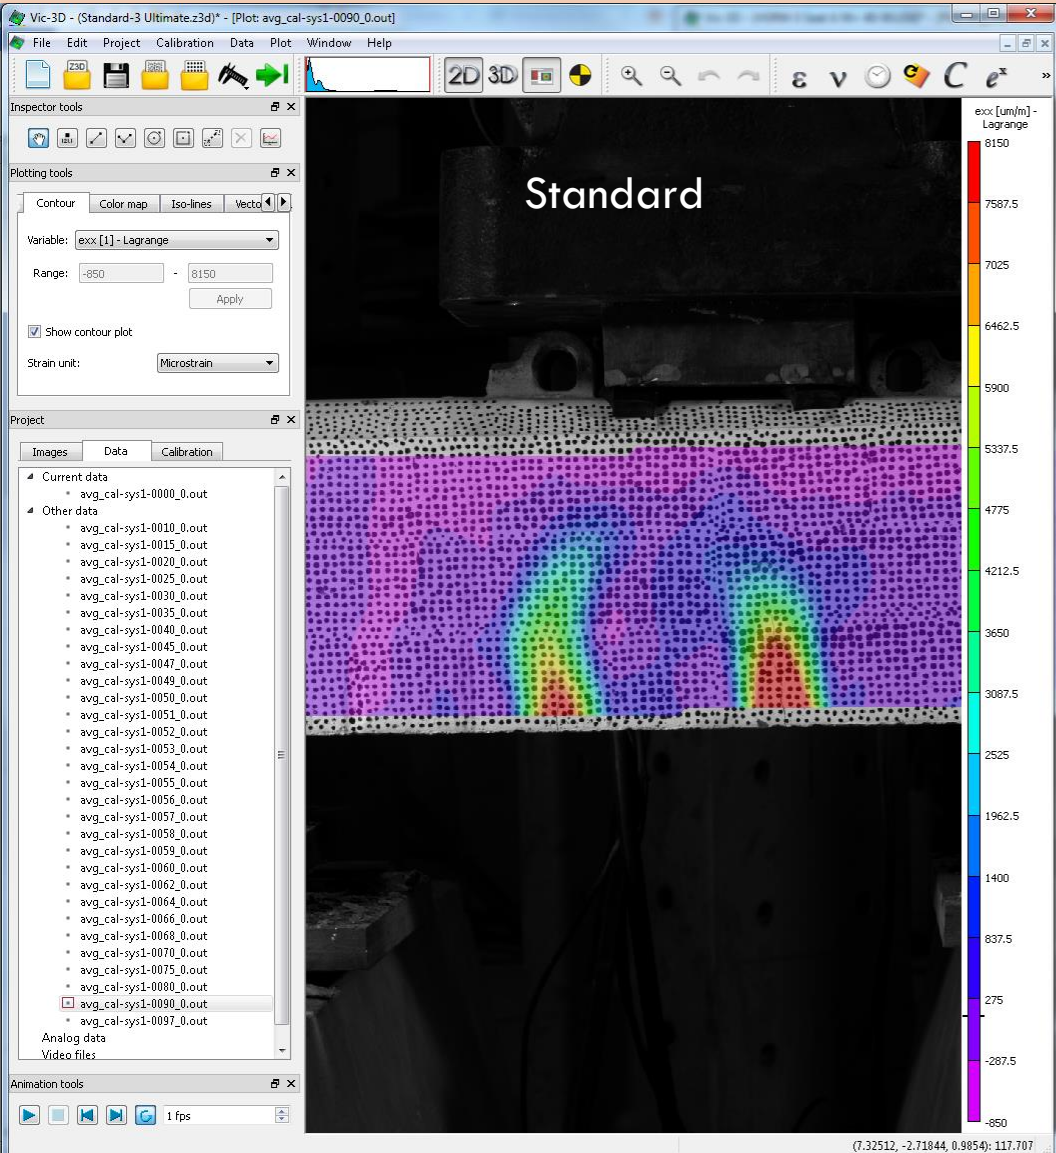 Vic-3D - (Standard-3 Ultimate.z3d)* - [Plot: avg_cal-sys1-0090_0.out]
File Edit Project Calibration Data Plot Window Help
Z3D 2D 3D ε ν C eˣ »
Inspector tools
Plotting tools
Contour Color map Iso-lines Vecto
Variable: exx [1] - Lagrange
Range: -850 - 8150
Apply
Show contour plot
Strain unit: Microstrain
Project
Images Data Calibration
Current data
avg_cal-sys1-0000_0.out
Other data
avg_cal-sys1-0010_0.out
avg_cal-sys1-0015_0.out
avg_cal-sys1-0020_0.out
avg_cal-sys1-0025_0.out
avg_cal-sys1-0030_0.out
avg_cal-sys1-0035_0.out
avg_cal-sys1-0040_0.out
avg_cal-sys1-0045_0.out
avg_cal-sys1-0047_0.out
avg_cal-sys1-0049_0.out
avg_cal-sys1-0050_0.out
avg_cal-sys1-0051_0.out
avg_cal-sys1-0052_0.out
avg_cal-sys1-0053_0.out
avg_cal-sys1-0054_0.out
avg_cal-sys1-0055_0.out
avg_cal-sys1-0056_0.out
avg_cal-sys1-0057_0.out
avg_cal-sys1-0058_0.out
avg_cal-sys1-0059_0.out
avg_cal-sys1-0060_0.out
avg_cal-sys1-0062_0.out
avg_cal-sys1-0064_0.out
avg_cal-sys1-0066_0.out
avg_cal-sys1-0068_0.out
avg_cal-sys1-0070_0.out
avg_cal-sys1-0075_0.out
avg_cal-sys1-0080_0.out
avg_cal-sys1-0090_0.out
avg_cal-sys1-0097_0.out
Analog data
Video files
Animation tools
1 fps
Standard
exx [um/m] -
Lagrange
8150
7587.5
7025
6462.5
5900
5337.5
4775
4212.5
3650
3087.5
2525
1962.5
1400
837.5
275
-287.5
-850
(7.32512, -2.71844, 0.9854): 117.707